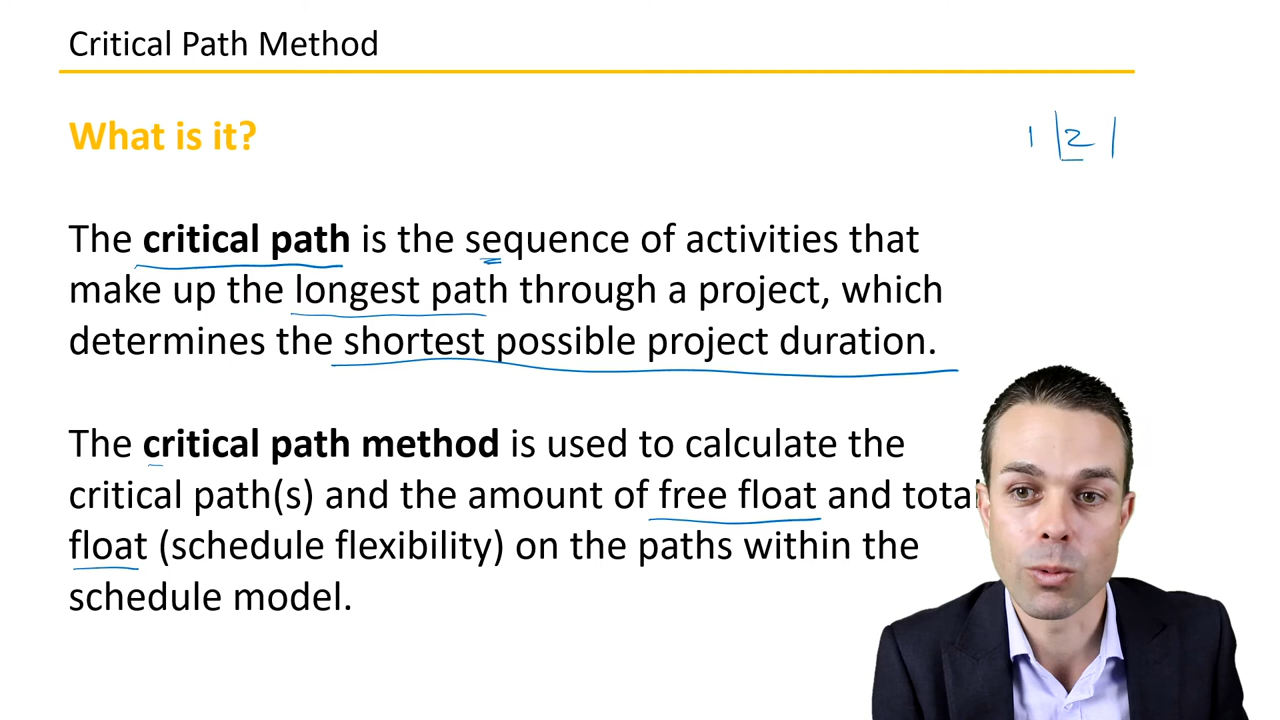 Critical Path Method
What is it?
1 | 2 |
The critical path is the sequence of activities that
make up the longest path through a project, which
determines the shortest possible project duration.
The critical path method is used to calculate the
critical path(s) and the amount of free float and total
float (schedule flexibility) on the paths within the
schedule model.